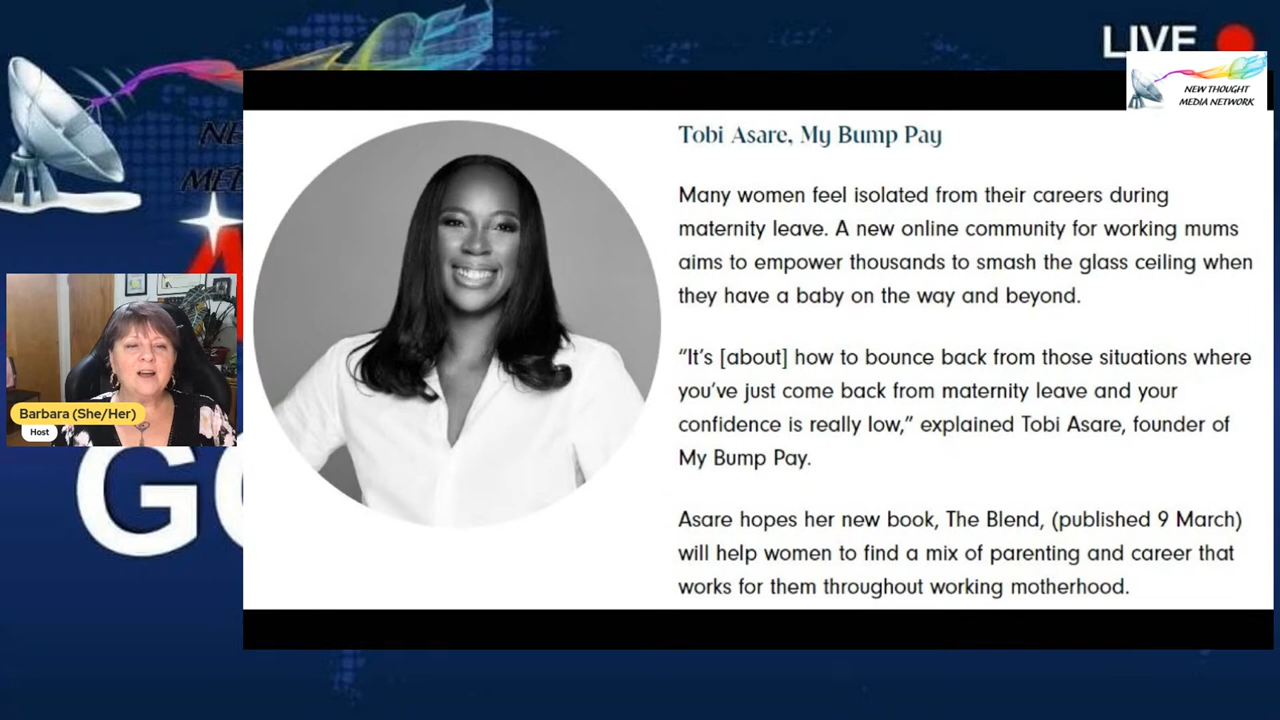 LIVE
NEW THOUGHT
MEDIA NETWORK
Tobi Asare, My Bump Pay
Many women feel isolated from their careers during
maternity leave. A new online community for working mums
aims to empower thousands to smash the glass ceiling when
they have a baby on the way and beyond.
“It’s [about] how to bounce back from those situations where
you’ve just come back from maternity leave and your
confidence is really low,” explained Tobi Asare, founder of
My Bump Pay.
Asare hopes her new book, The Blend, (published 9 March)
will help women to find a mix of parenting and career that
works for them throughout working motherhood.
Barbara (She/Her)
Host